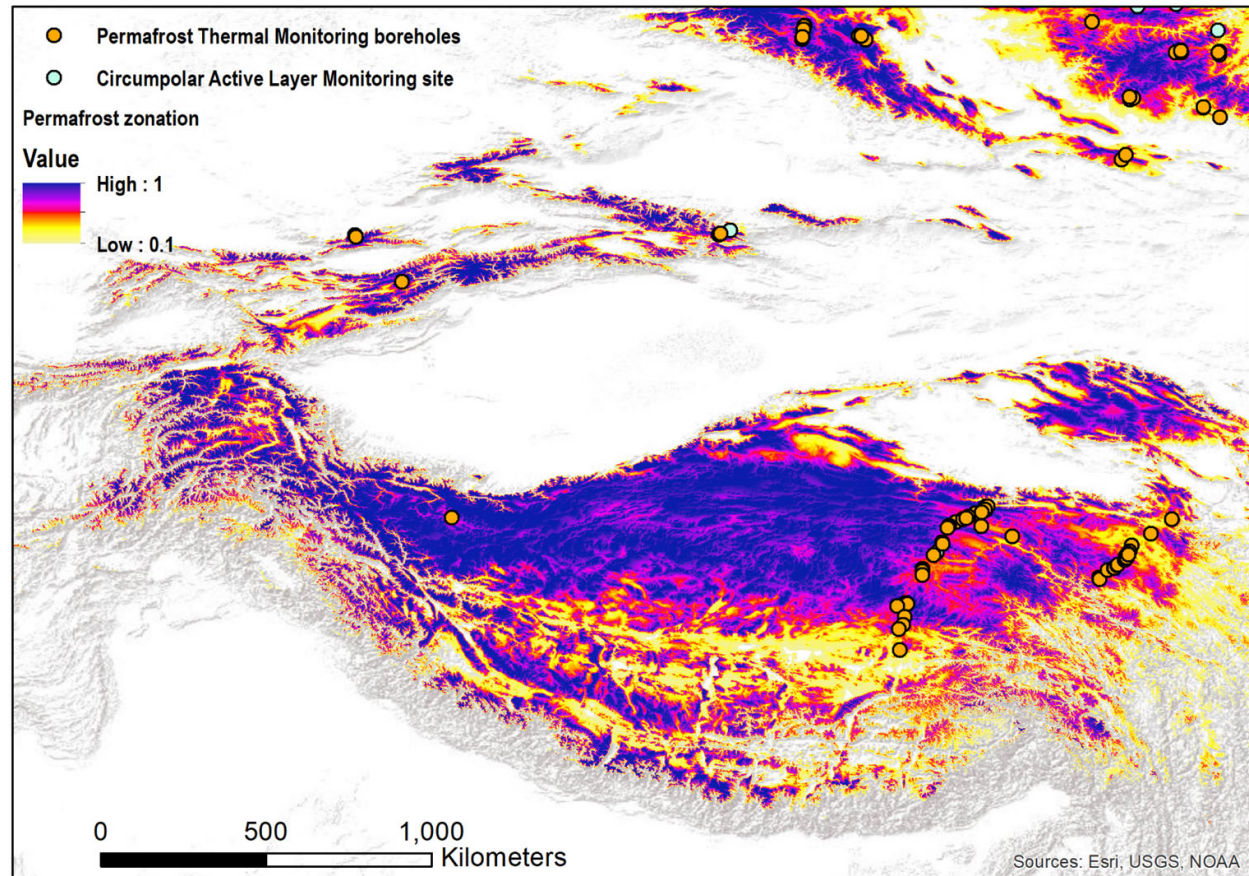 Permafrost Thermal Monitoring boreholes
Circumpolar Active Layer Monitoring site
Permafrost zonation
Value
High : 1
Low : 0.1
0 500 1,000
Kilometers
Sources: Esri, USGS, NOAA